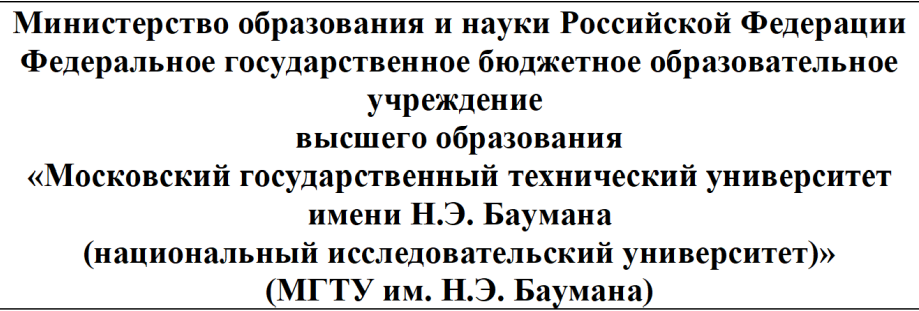 Министерство образования и науки Российской Федерации
Федеральное государственное бюджетное образовательное
учреждение
высшего образования
«Московский государственный технический университет
имени Н.Э. Баумана
(национальный исследовательский университет)»
(МГТУ им. Н.Э. Баумана)